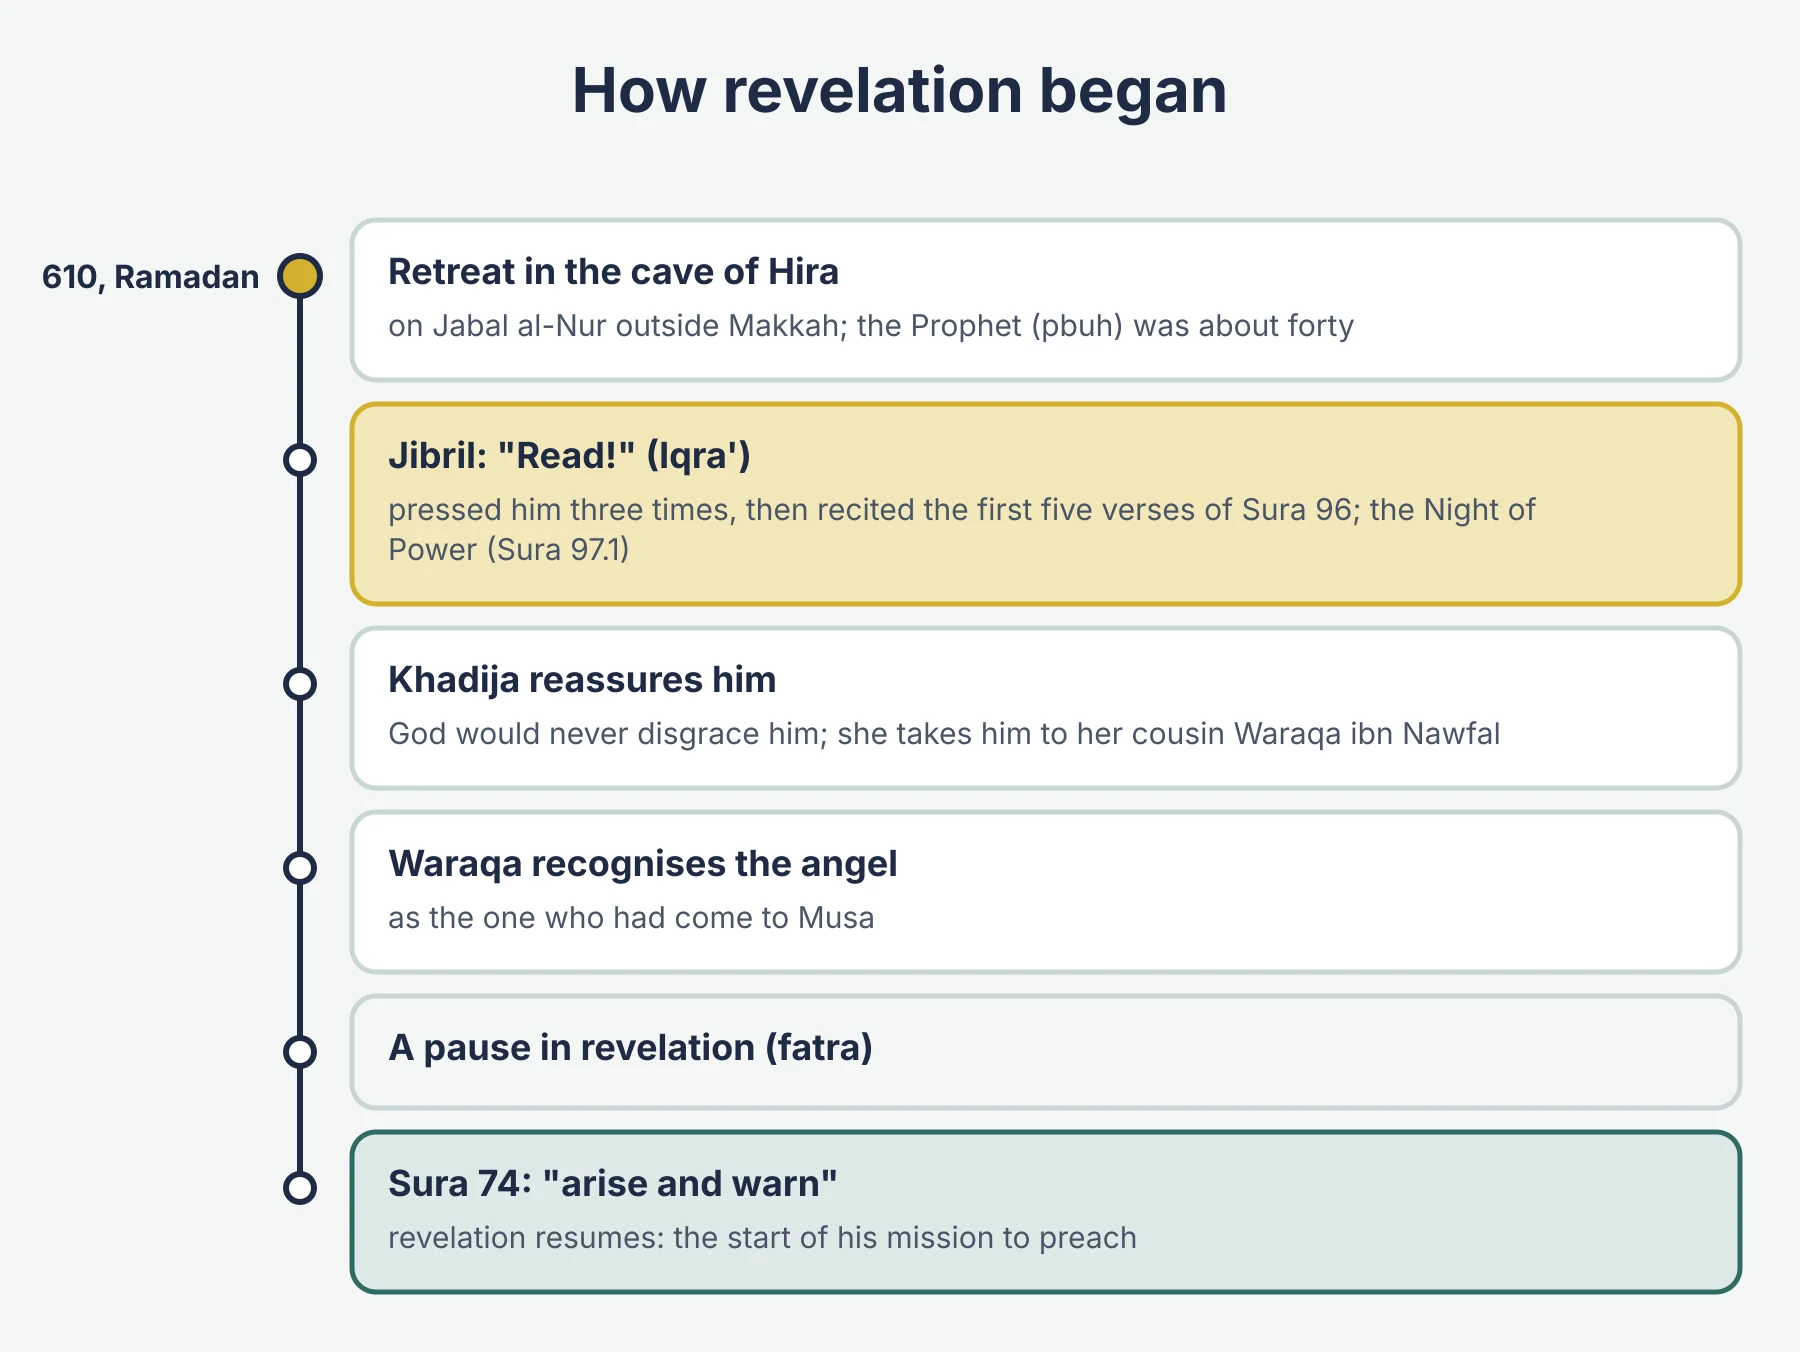 How revelation began
610, Ramadan
Retreat in the cave of Hira
on Jabal al-Nur outside Makkah; the Prophet (pbuh) was about forty
Jibril: "Read!" (Iqra')
pressed him three times, then recited the first five verses of Sura 96; the Night of
Power (Sura 97.1)
Khadija reassures him
God would never disgrace him; she takes him to her cousin Waraqa ibn Nawfal
Waraqa recognises the angel
as the one who had come to Musa
A pause in revelation (fatra)
Sura 74: "arise and warn"
revelation resumes: the start of his mission to preach